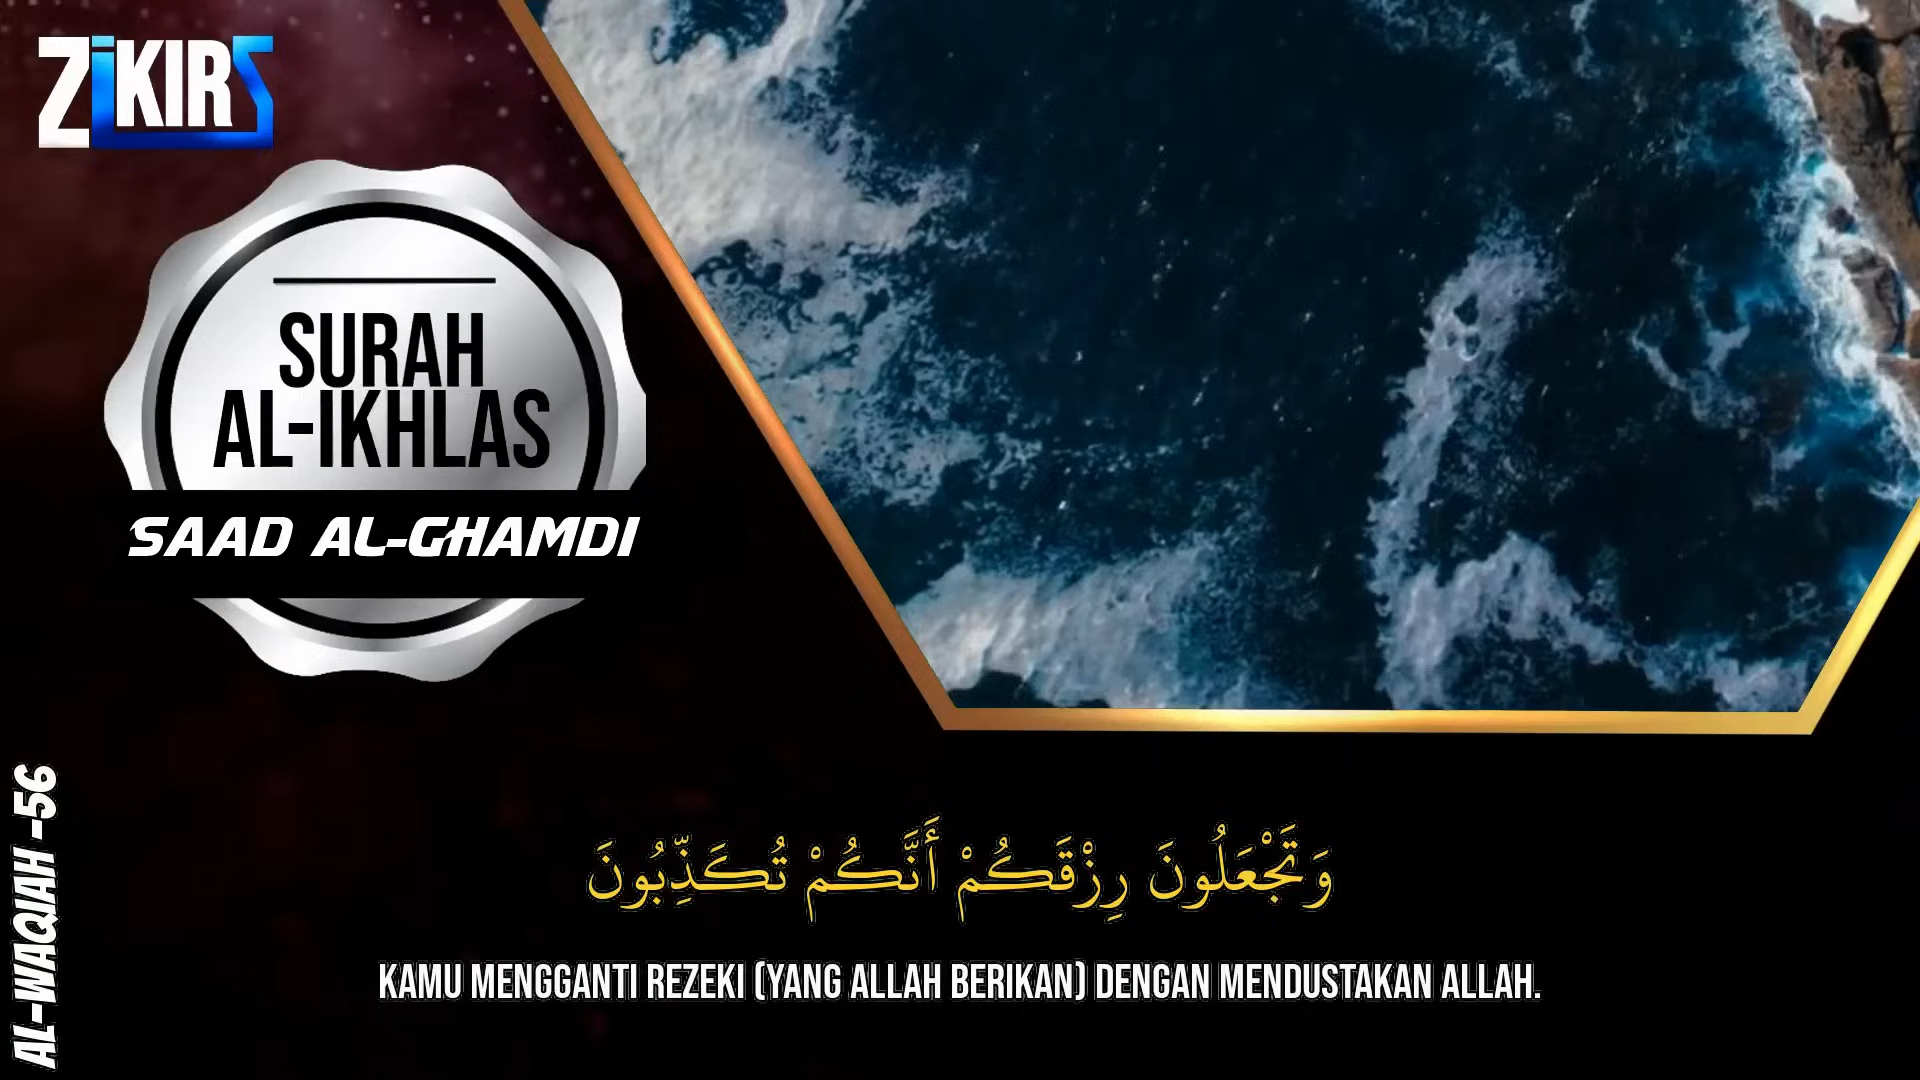 ZiKIRS
SURAH
AL-IKHLAS
SAAD AL-GHAMDI
AL-WAQIAH -56
وَتَجْعَلُونَ رِزْقَكُمْ أَنَّكُمْ تُكَذِّبُونَ
KAMU MENGGANTI REZEKI (YANG ALLAH BERIKAN) DENGAN MENDUSTAKAN ALLAH.